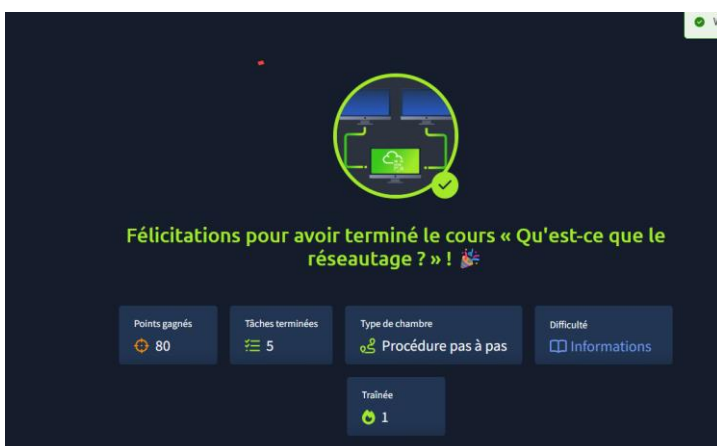 Félicitations pour avoir terminé le cours « Qu'est-ce que le
réseautage ? » ! 🎉
Points gagnés
80
Tâches terminées
5
Type de chambre
Procédure pas à pas
Difficulté
Informations
Traînée
1